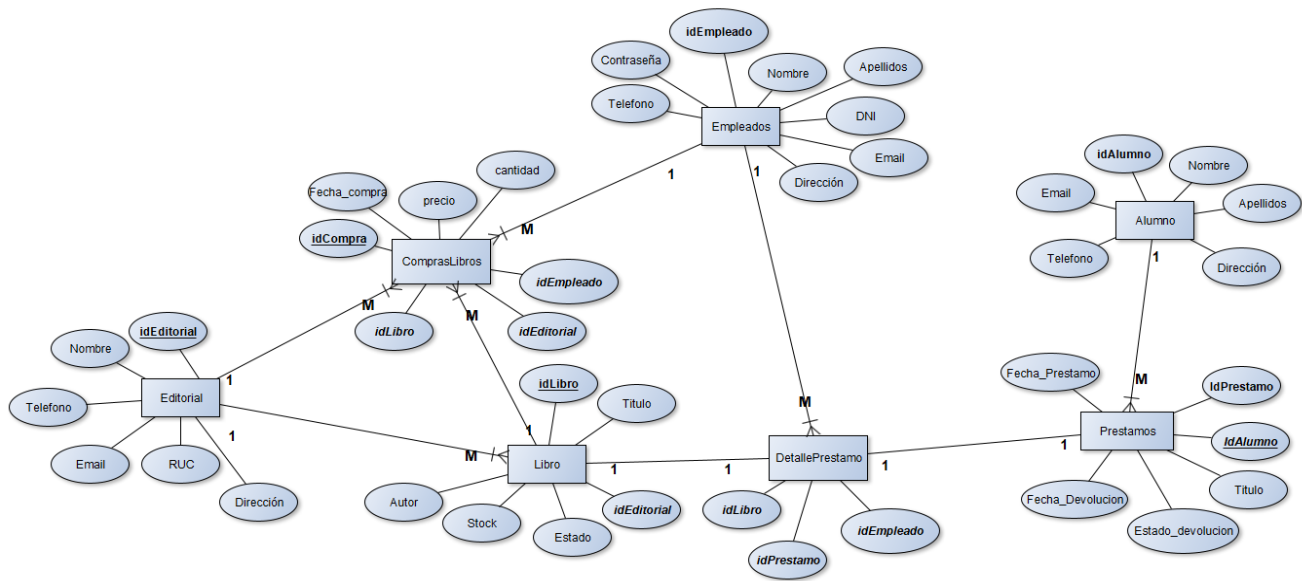 idEmpleado
Contraseña
Nombre
Apellidos
Telefono
Empleados
DNI
Email
Dirección
1
1
cantidad
Fecha_compra
precio
idCompra
M
ComprasLibros
idEmpleado
M
M
idLibro
idEditorial
idAlumno
Nombre
Email
Apellidos
Alumno
Telefono
Dirección
1
idEditorial
Nombre
1
Editorial
Telefono
1
Email
RUC
Dirección
idLibro
Titulo
1
M
Libro
1
Autor
Stock
Estado
idEditorial
M
1
DetallePrestamo
1
idLibro
idEmpleado
idPrestamo
M
Fecha_Prestamo
IdPrestamo
1
Prestamos
IdAlumno
Titulo
Fecha_Devolucion
Estado_devolucion